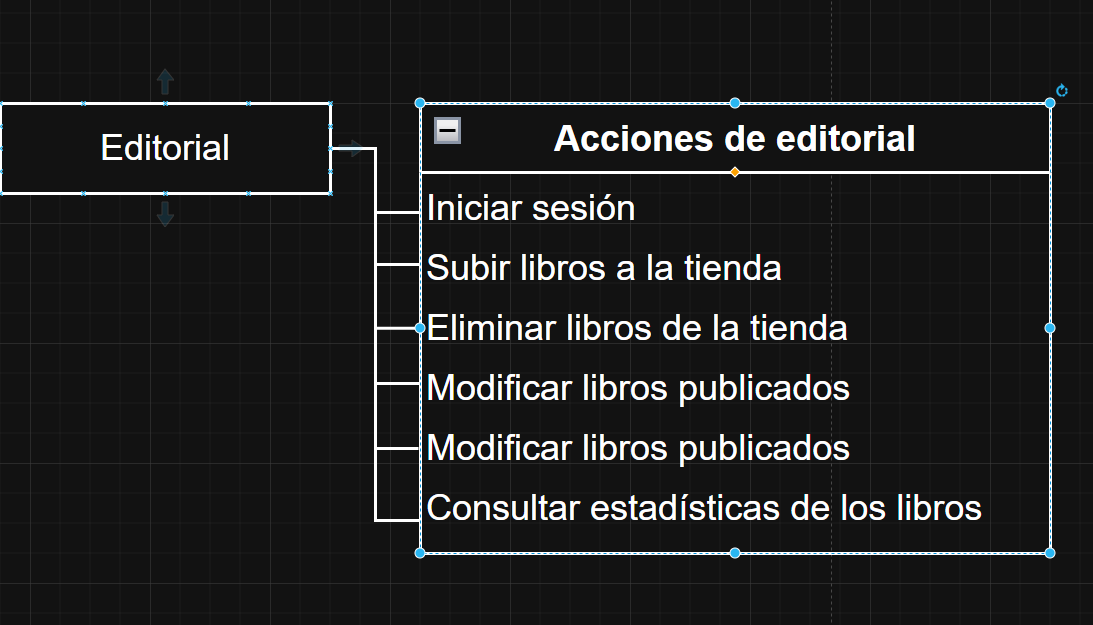 Editorial
Acciones de editorial
Iniciar sesión
Subir libros a la tienda
Eliminar libros de la tienda
Modificar libros publicados
Modificar libros publicados
Consultar estadísticas de los libros